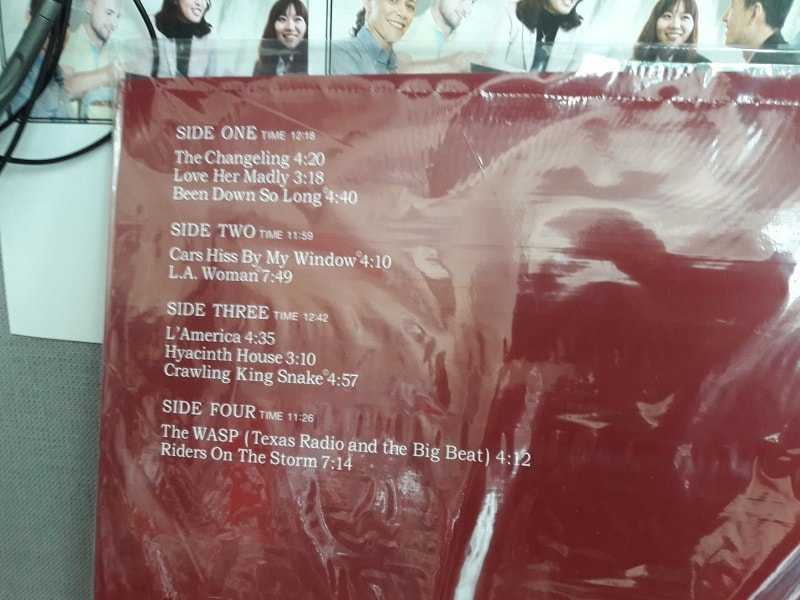 SIDE ONE TIME 12:18
The Changeling 4:20
Love Her Madly 3:18
Been Down So Long 4:40
SIDE TWO TIME 11:59
Cars Hiss By My Window 4:10
L.A. Woman 7:49
SIDE THREE TIME 12:42
L'America 4:35
Hyacinth House 3:10
Crawling King Snake 4:57
SIDE FOUR TIME 11:26
The WASP (Texas Radio and the Big Beat) 4:12
Riders On The Storm 7:14